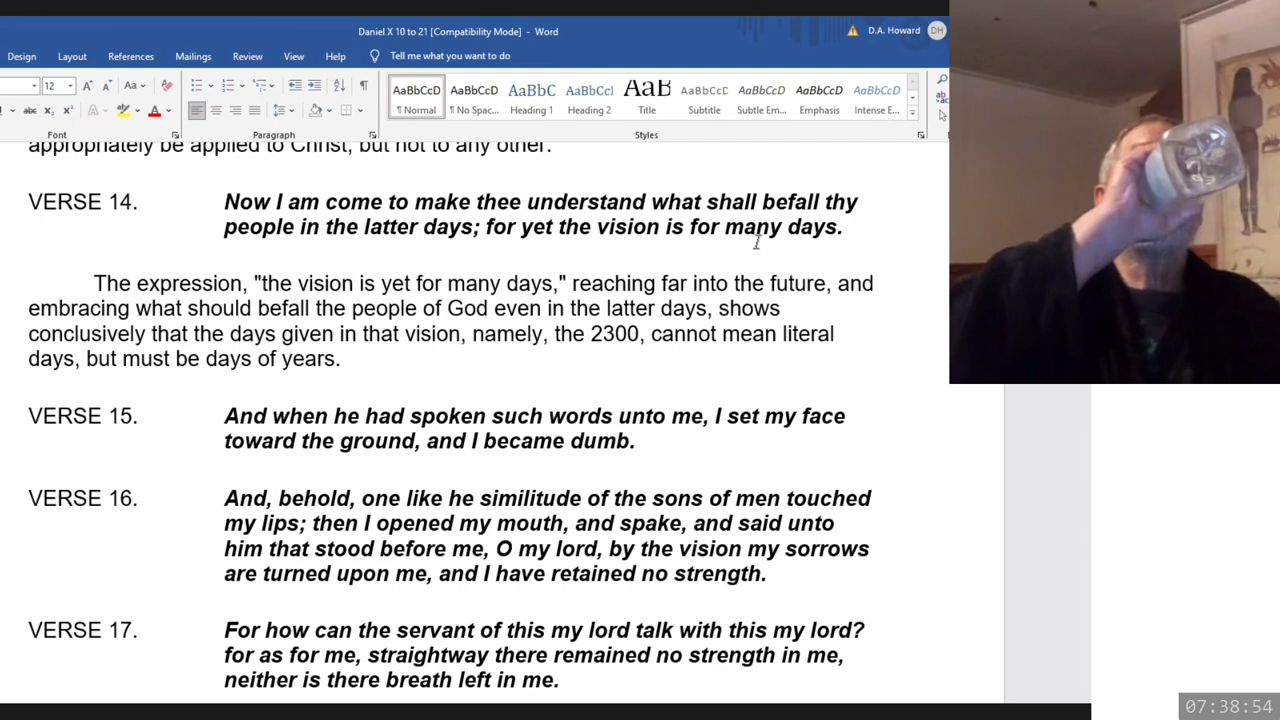 Daniel X 10 to 21 [Compatibility Mode] - Word
D.A. Howard
DH
Design Layout References Mailings Review View Help Tell me what you want to do
12
Aa
abc x₂ x²
AaBbCcD AaBbCcD AaBbC AaBbCcI AaB AaBbCcD AaBbCcD AaBbCcD AaBbCcD
¶ Normal ¶ No Spac... Heading 1 Heading 2 Title Subtitle Subtle Em... Emphasis Intense E...
Font Paragraph Styles
appropriately be applied to Christ, but not to any other.
VERSE 14. Now I am come to make thee understand what shall befall thy
people in the latter days; for yet the vision is for many days.
The expression, "the vision is yet for many days," reaching far into the future, and
embracing what should befall the people of God even in the latter days, shows
conclusively that the days given in that vision, namely, the 2300, cannot mean literal
days, but must be days of years.
VERSE 15. And when he had spoken such words unto me, I set my face
toward the ground, and I became dumb.
VERSE 16. And, behold, one like he similitude of the sons of men touched
my lips; then I opened my mouth, and spake, and said unto
him that stood before me, O my lord, by the vision my sorrows
are turned upon me, and I have retained no strength.
VERSE 17. For how can the servant of this my lord talk with this my lord?
for as for me, straightway there remained no strength in me,
neither is there breath left in me.
07:38:54